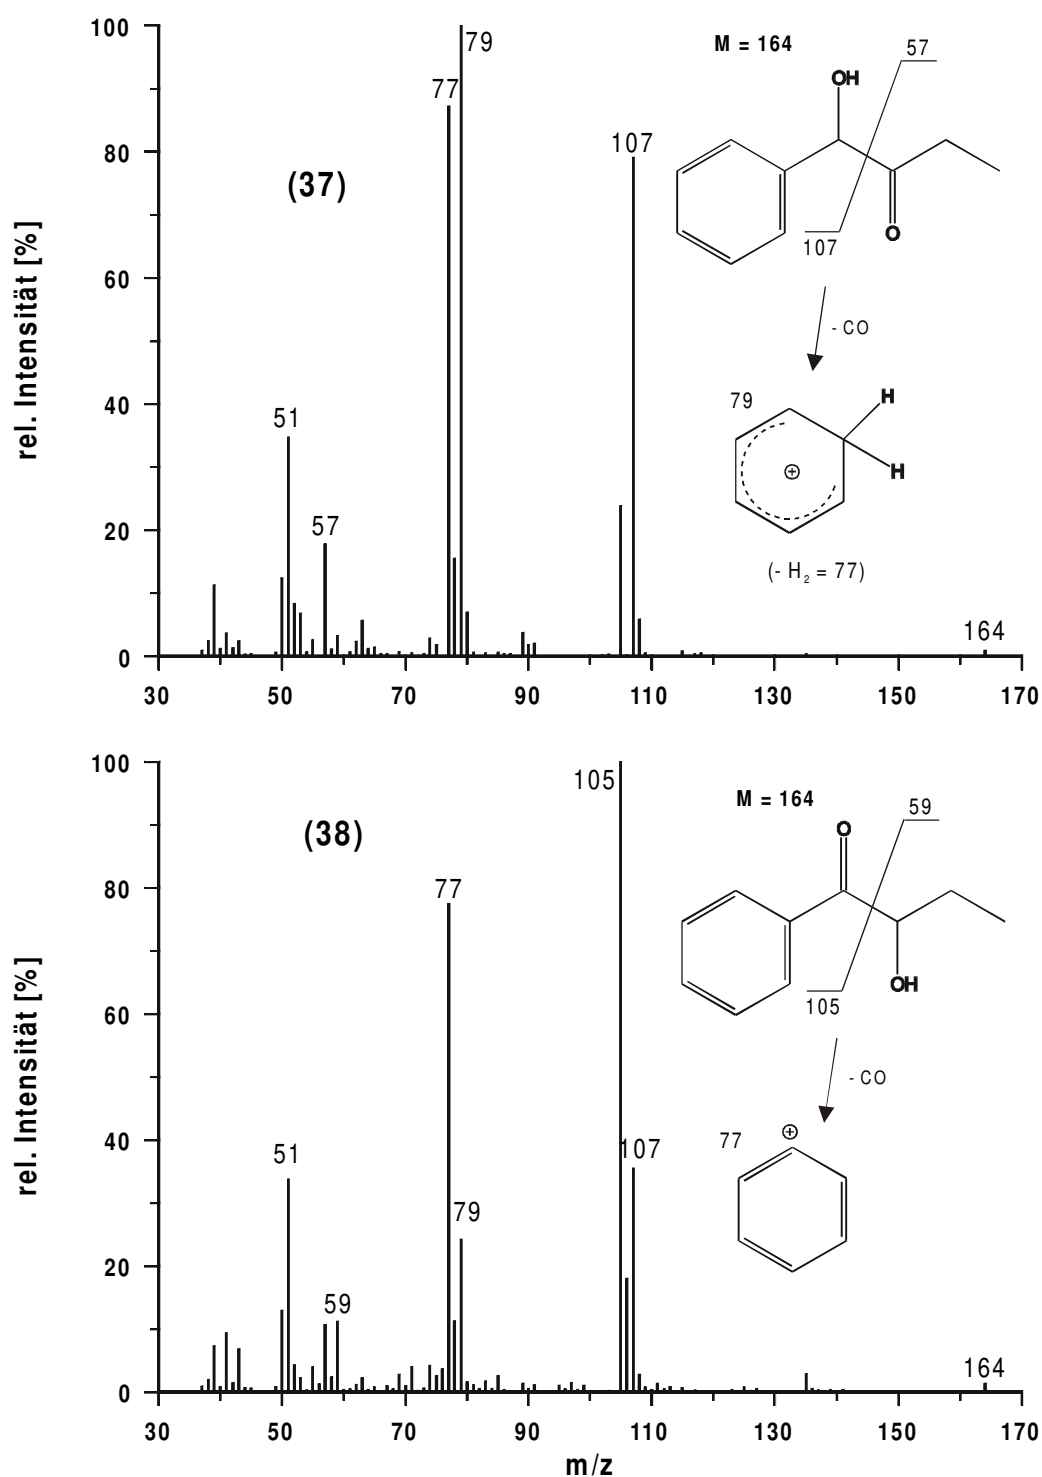 100
79
M = 164
57
OH
77
80
107
(37)
O
107
60
- CO
rel. Intensität [%]
79
H
40
51
H
57
20
(- H2 = 77)
164
0
30 50 70 90 110 130 150 170
100
105
M = 164
59
O
(38)
77
80
OH
105
60
- CO
rel. Intensität [%]
77
40
51
107
79
20
59
164
0
30 50 70 90 110 130 150 170
m/z